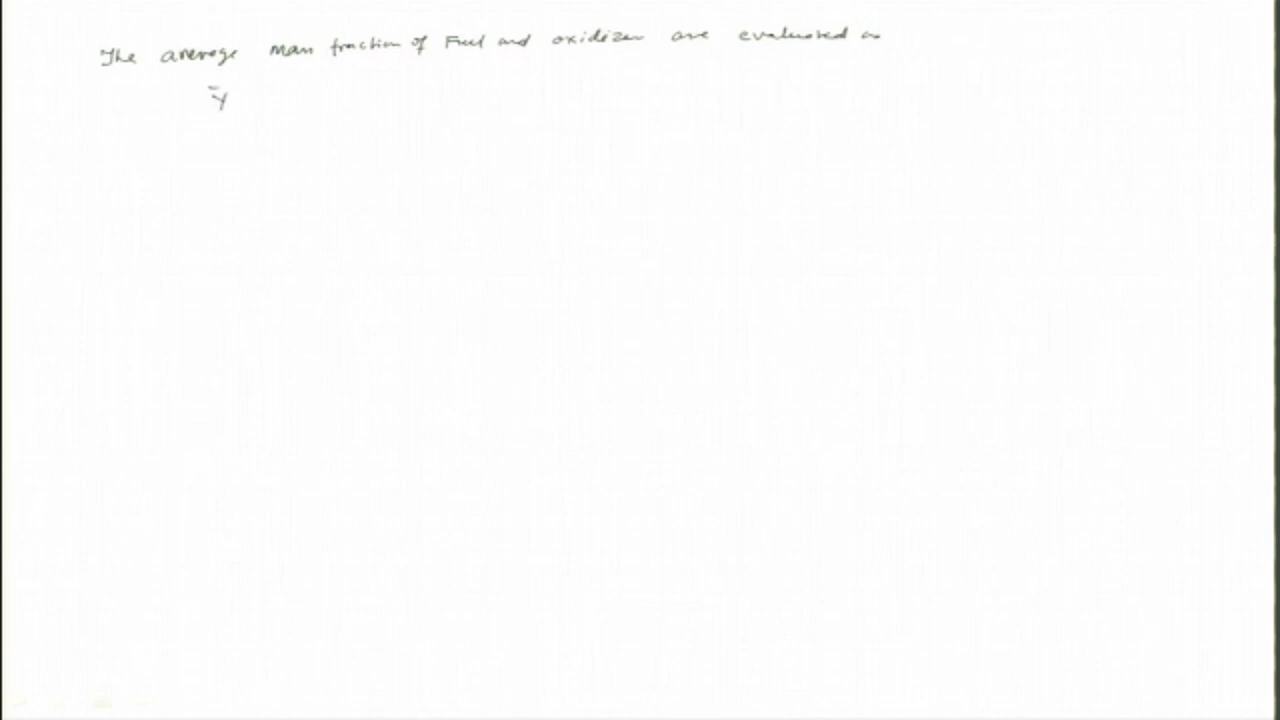 The average mass fraction of Fuel and oxidizer are evaluated as
Ȳ